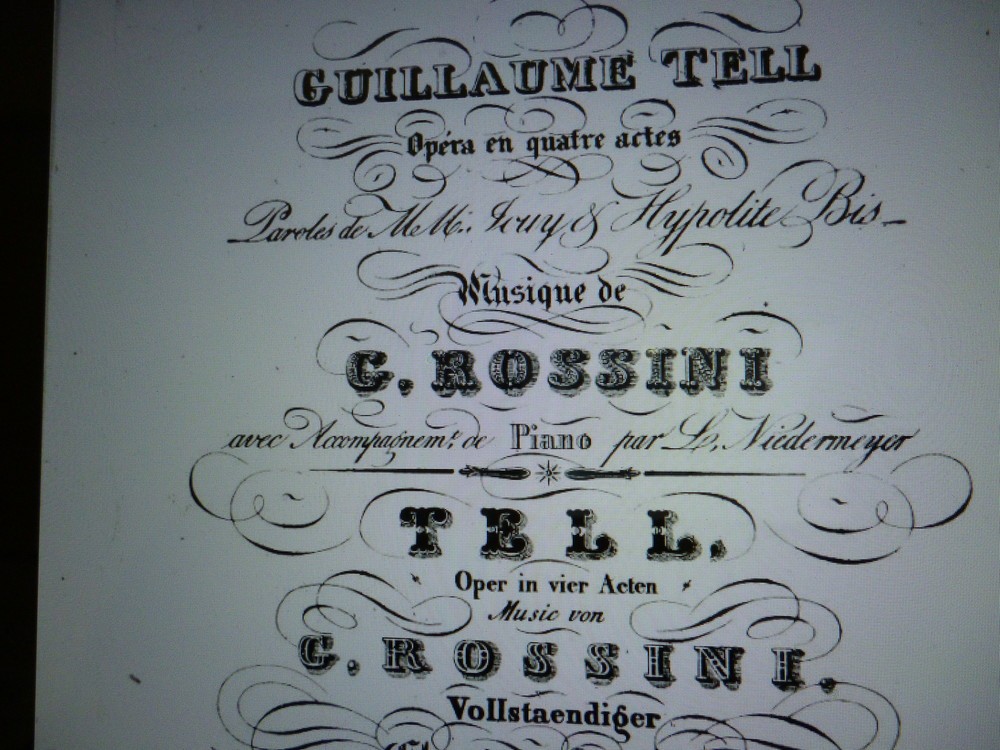 GUILLAUME TELL
Opéra en quatre actes
Paroles de M.M. Jouy & Hypolite Bis
Musique de
G. ROSSINI
avec Accompagnemt. de Piano par L. Niedermeyer
TELL.
Oper in vier Acten
Music von
G. ROSSINI.
Vollstaendiger